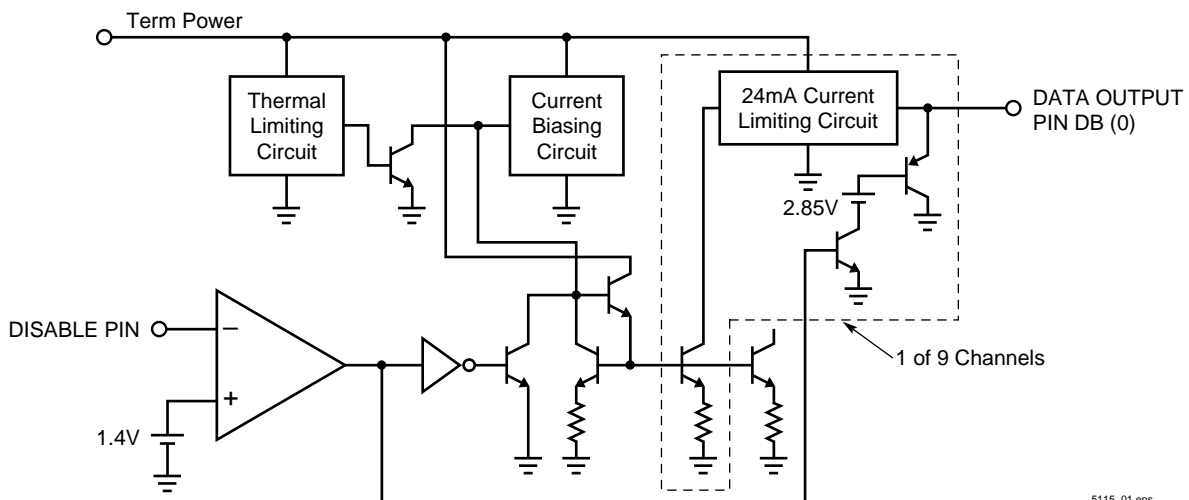 Term Power
Thermal
Limiting
Circuit
Current
Biasing
Circuit
24mA Current
Limiting Circuit
DATA OUTPUT
PIN DB (0)
2.85V
DISABLE PIN
−
+
1.4V
1 of 9 Channels
5115_01.eps